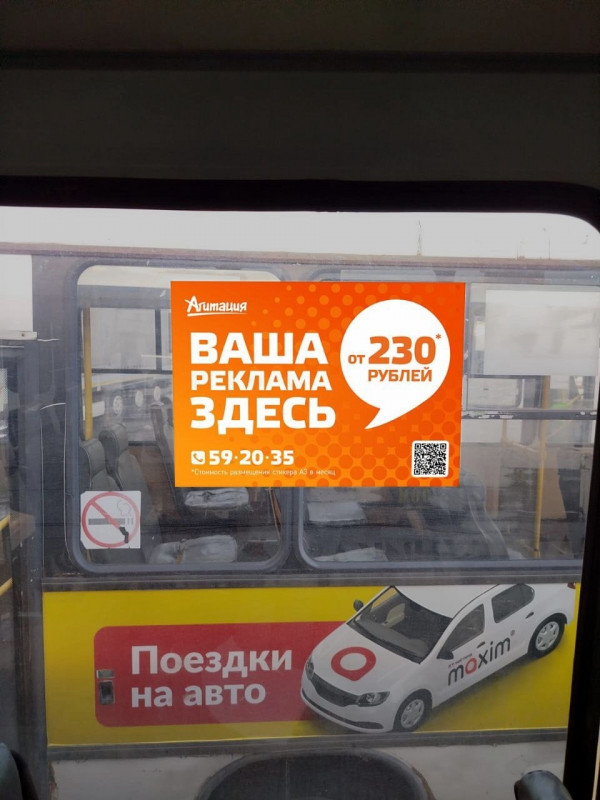 Агитация
ВАША
РЕКЛАМА
ЗДЕСЬ
от 230*
РУБЛЕЙ
59·20·35
*Стоимость размещения стикера А3 в месяц
Поездки
на авто
maxim